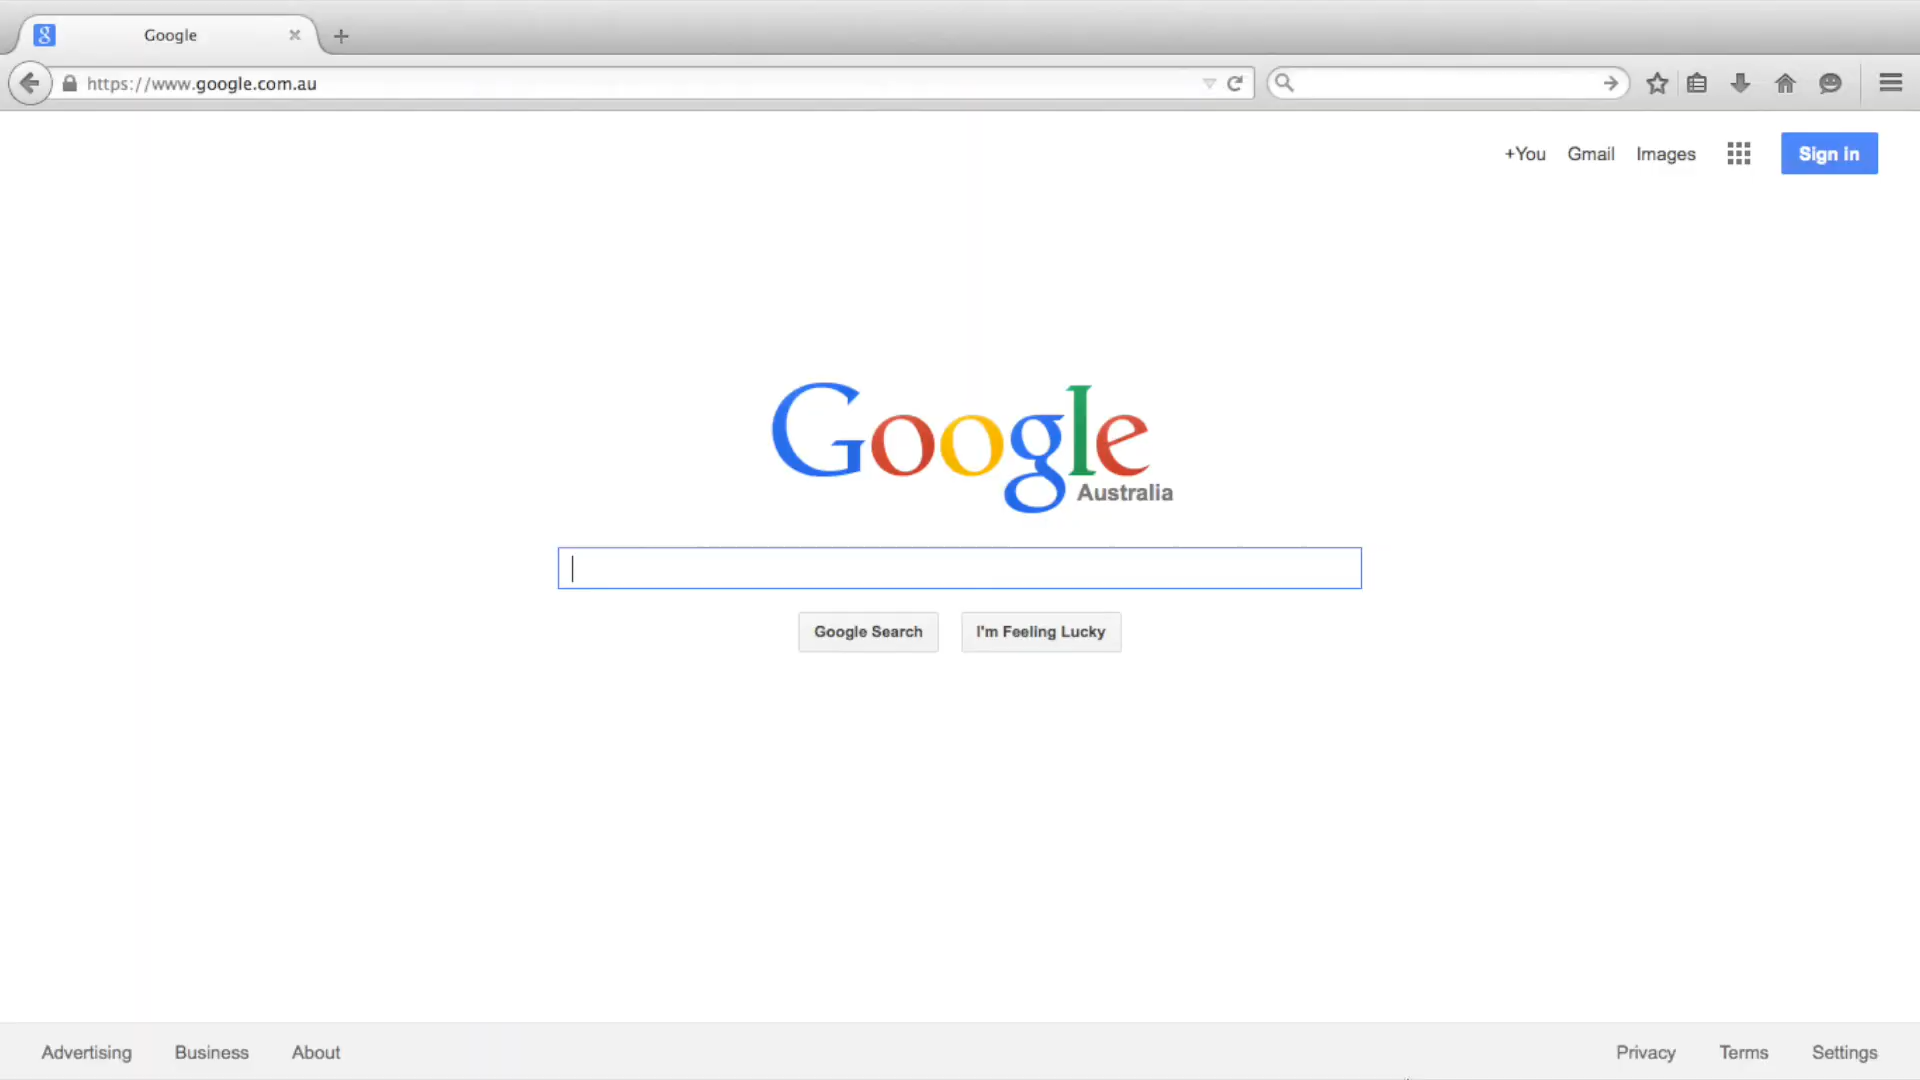 Google
https://www.google.com.au
+You Gmail Images Sign in
Google
Australia
Google Search I'm Feeling Lucky
Advertising Business About Privacy Terms Settings